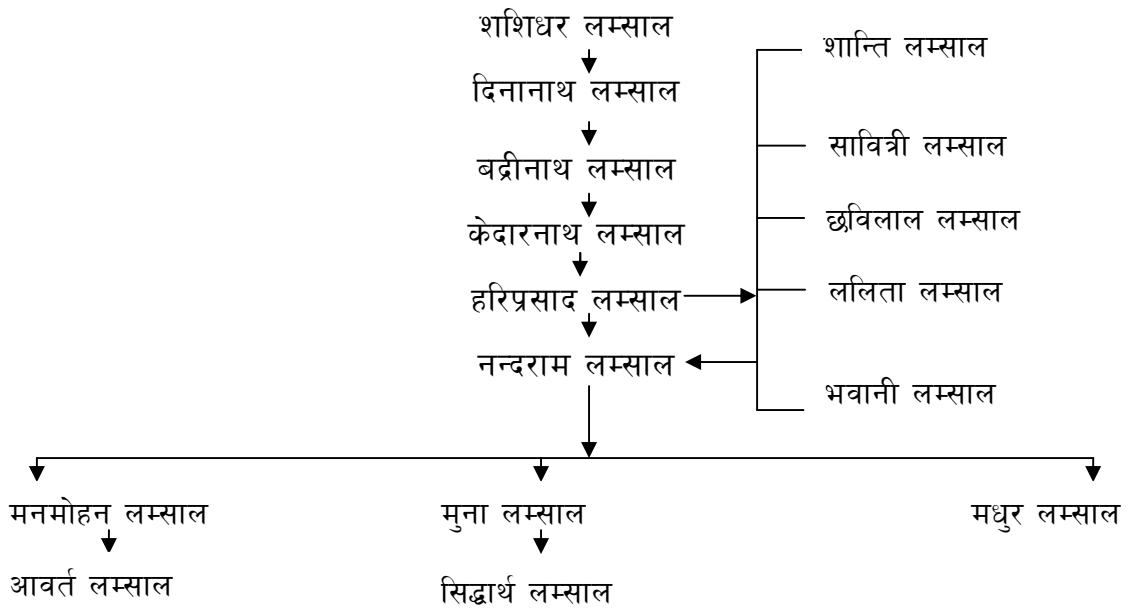 शशिधर लम्साल
दिनानाथ लम्साल
बद्रीनाथ लम्साल
केदारनाथ लम्साल
हरिप्रसाद लम्साल
नन्दराम लम्साल
शान्ति लम्साल
सावित्री लम्साल
छविलाल लम्साल
ललिता लम्साल
भवानी लम्साल
मनमोहन लम्साल
मुना लम्साल
मधुर लम्साल
आवर्त लम्साल
सिद्धार्थ लम्साल